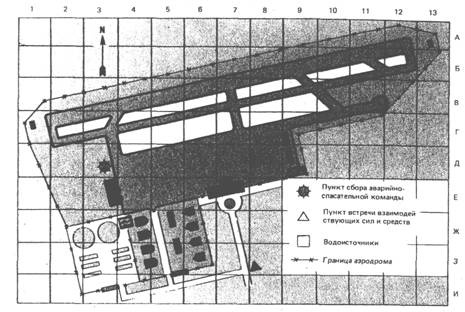 1 2 3 4 5 6 7 8 9 10 11 12 13
N
А
Б
В
Г
Д
Е
Ж
З
И
Пункт сбора аварийно-
спасательной команды
Пункт встречи взаимодей
ствующих сил и средств
Водоисточники
Граница аэродрома